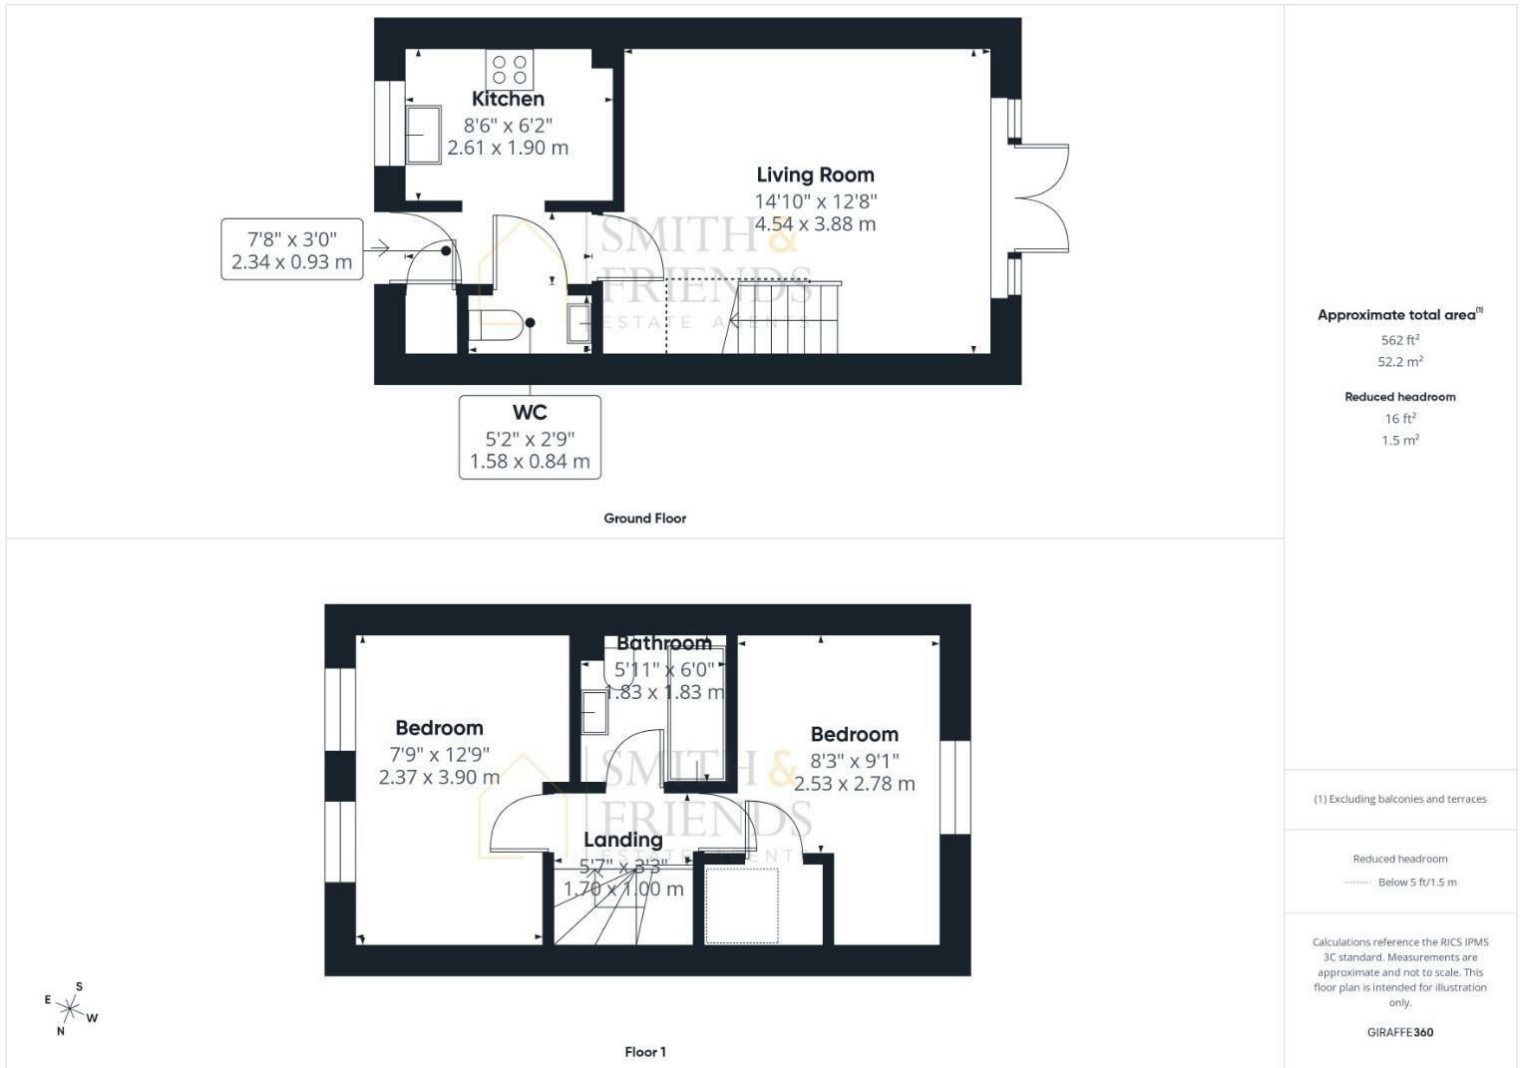 Kitchen
8'6" x 6'2"
2.61 x 1.90 m
Living Room
14'10" x 12'8"
4.54 x 3.88 m
7'8" x 3'0"
2.34 x 0.93 m
SMITH &
FRIENDS
ESTATE AGENTS
WC
5'2" x 2'9"
1.58 x 0.84 m
Ground Floor
Bathroom
5'11" x 6'0"
1.83 x 1.83 m
Bedroom
7'9" x 12'9"
2.37 x 3.90 m
Bedroom
8'3" x 9'1"
2.53 x 2.78 m
SMITH &
FRIENDS
ESTATE AGENT
Landing
5'7" x 3'3"
1.70 x 1.00 m
S
E
W
N
Floor 1
Approximate total area(1)
562 ft²
52.2 m²
Reduced headroom
16 ft²
1.5 m²
(1) Excluding balconies and terraces
Reduced headroom
Below 5 ft/1.5 m
Calculations reference the RICS IPMS
3C standard. Measurements are
approximate and not to scale. This
floor plan is intended for illustration
only.
GIRAFFE360